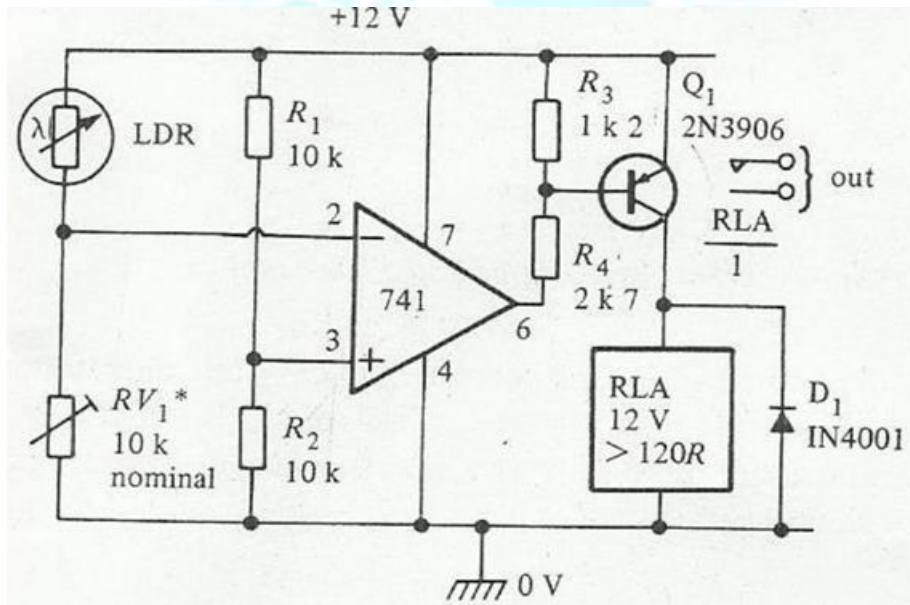 +12 V
LDR
λ
R1
10 k
R3
1 k 2
Q1
2N3906
out
RLA
1
2
7
741
3
4
6
R4
2 k 7
RV1*
10 k
nominal
R2
10 k
RLA
12 V
> 120R
D1
IN4001
0 V